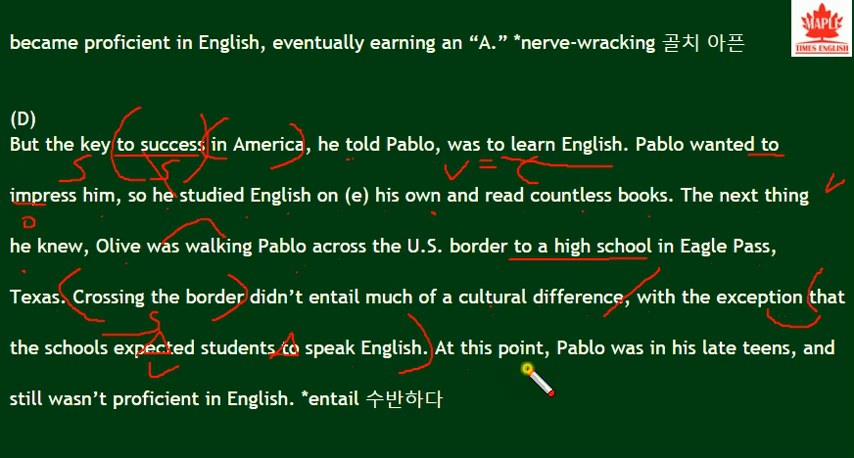 became proficient in English, eventually earning an “A.” *nerve-wracking 골치 아픈
MAPLE
TIMES ENGLISH
(D)
But the key to success in America, he told Pablo, was to learn English. Pablo wanted to
impress him, so he studied English on (e) his own and read countless books. The next thing
he knew, Olive was walking Pablo across the U.S. border to a high school in Eagle Pass,
Texas. Crossing the border didn’t entail much of a cultural difference, with the exception that
the schools expected students to speak English. At this point, Pablo was in his late teens, and
still wasn’t proficient in English. *entail 수반하다